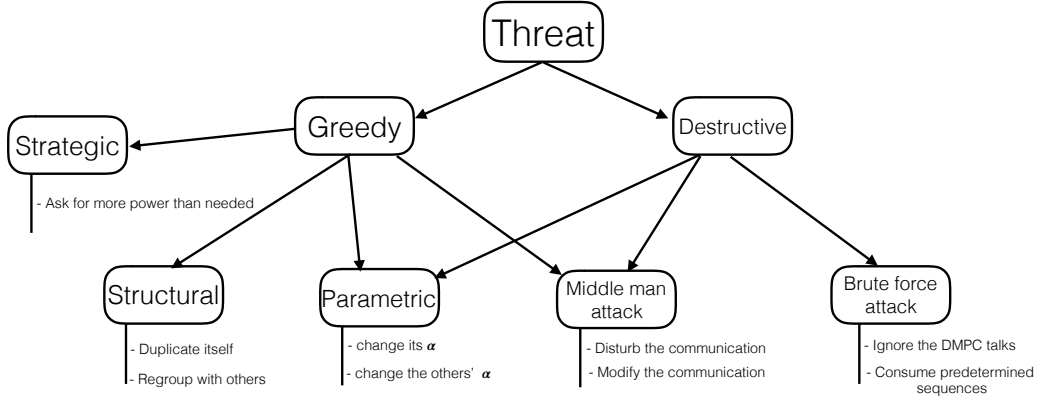 Threat
Greedy
Destructive
Strategic
- Ask for more power than needed
Structural
- Duplicate itself
- Regroup with others
Parametric
- change its α
- change the others’ α
Middle man
attack
- Disturb the communication
- Modify the communication
Brute force
attack
- Ignore the DMPC talks
- Consume predetermined
sequences